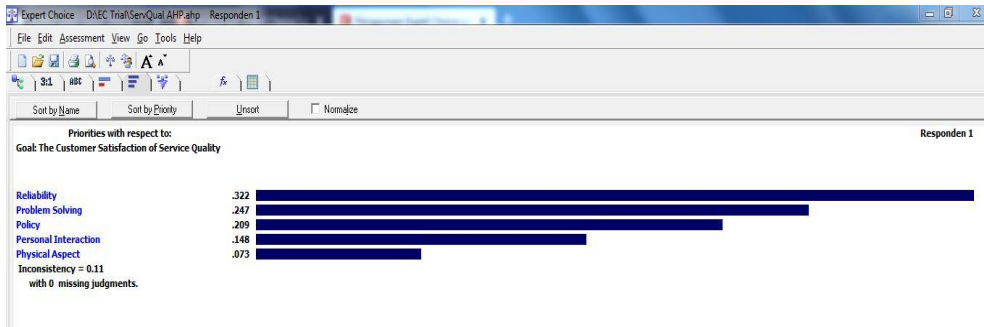 Expert Choice D:\EC Trial\ServQual AHP.ahp Responden 1
File Edit Assessment View Go Tools Help
A A
3:1 ABC fx
Sort by Name Sort by Priority Unsort Normalize
Priorities with respect to: Responden 1
Goal: The Customer Satisfaction of Service Quality
Reliability .322
Problem Solving .247
Policy .209
Personal Interaction .148
Physical Aspect .073
Inconsistency = 0.11
with 0 missing judgments.